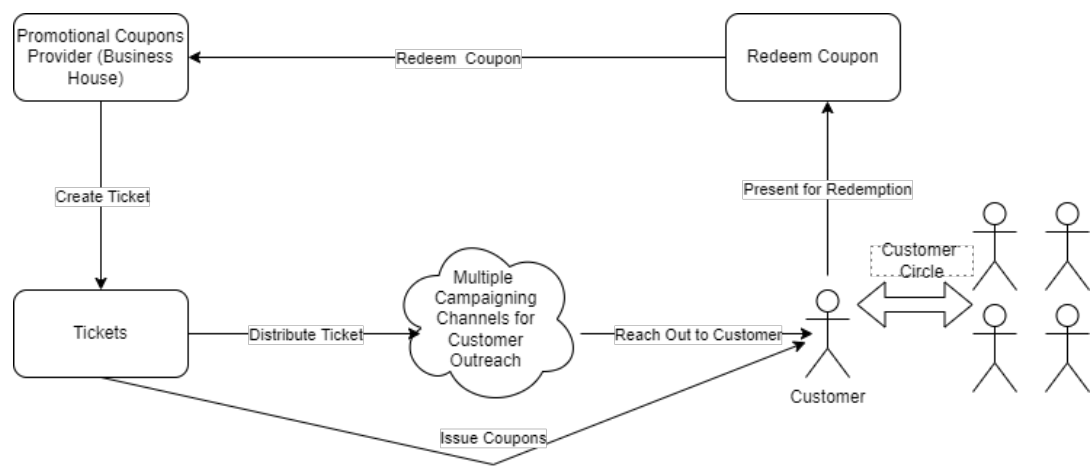 Promotional Coupons
Provider (Business
House)
Redeem Coupon
Redeem Coupon
Create Ticket
Present for Redemption
Customer
Circle
Tickets
Distribute Ticket
Multiple
Campaigning
Channels for
Customer
Outreach
Reach Out to Customer
Customer
Issue Coupons